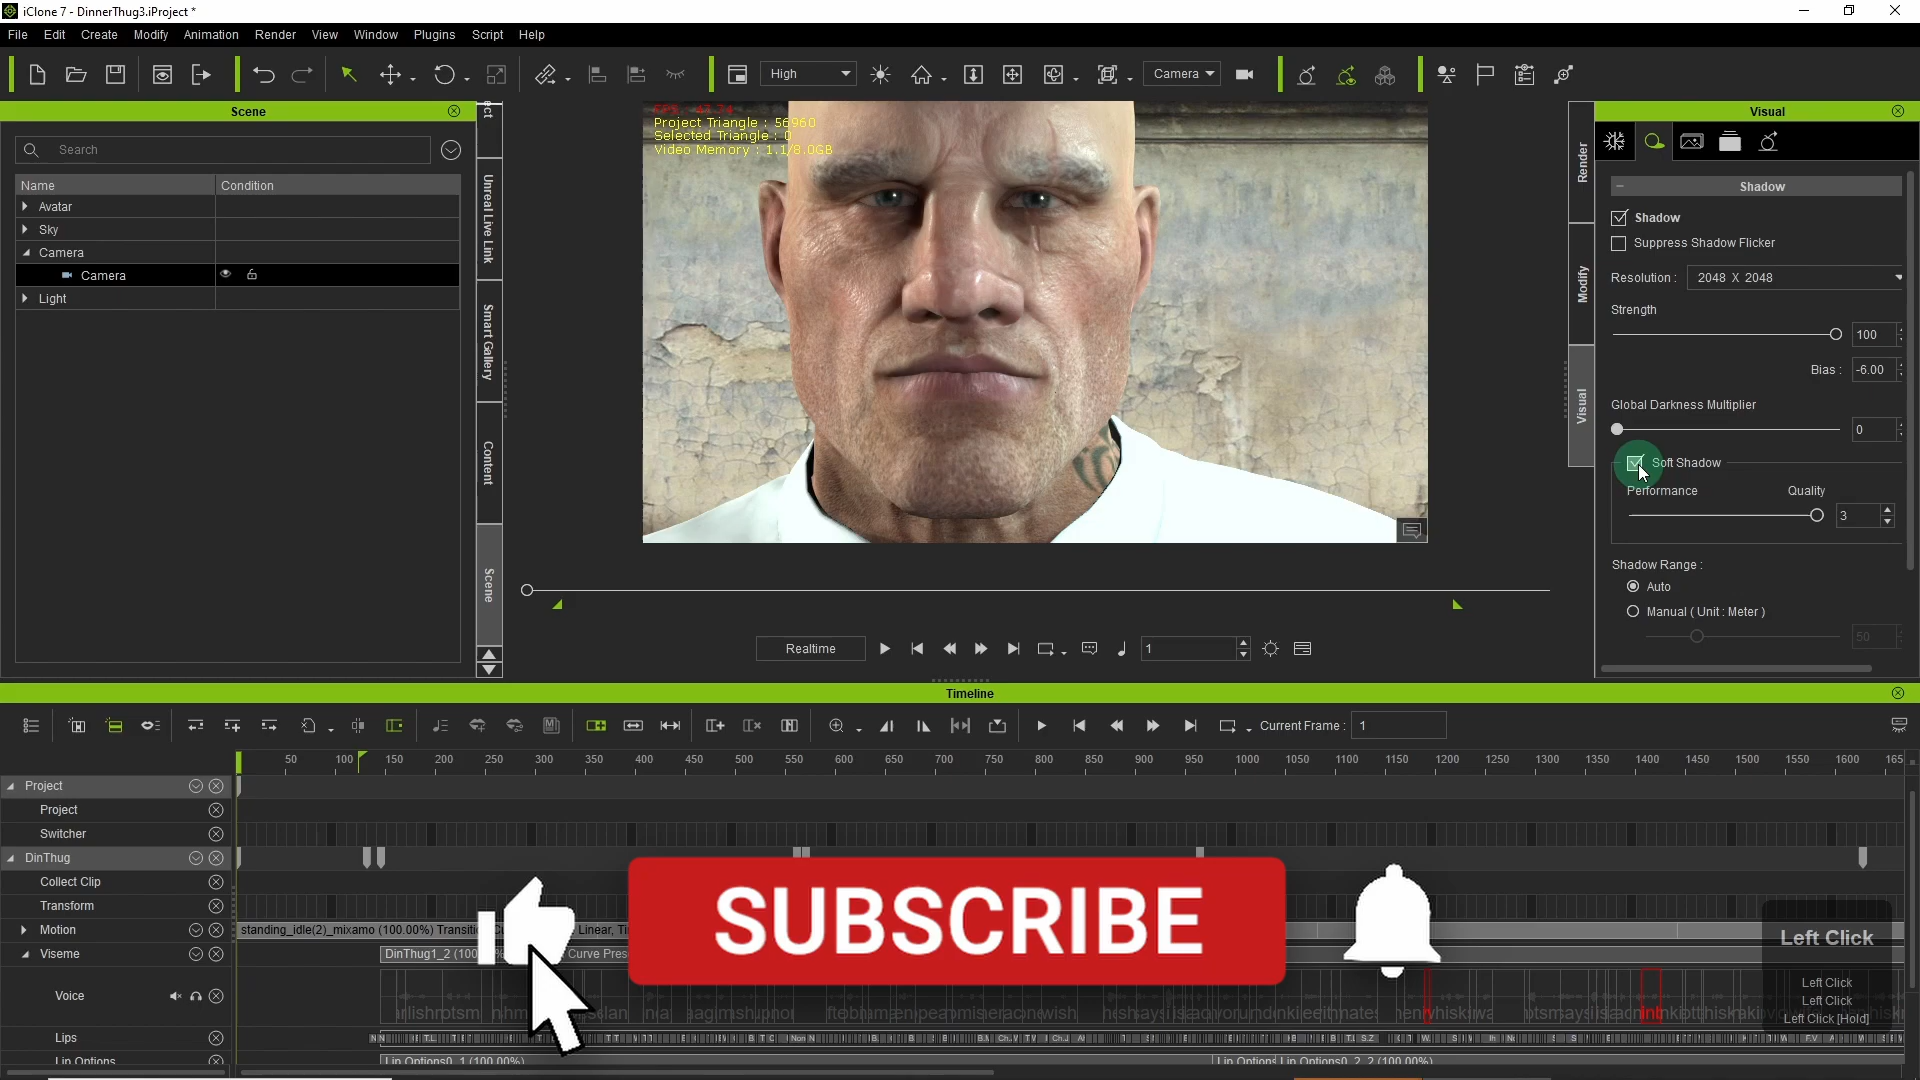 iClone 7 - DinnerThug3.iProject *
File Edit Create Modify Animation Render View Window Plugins Script Help
High Camera
Scene
Search
Name Condition
Avatar
Sky
Camera
Camera
Light
Unreal Live Link
Smart Gallery
Content
Scene
Project Triangle : 56960
Selected Triangle : 0
Video Memory : 1.1/8.0GB
Render
Modify
Visual
Visual
Shadow
Shadow
Suppress Shadow Flicker
Resolution : 2048 X 2048
Strength
100
Bias : -6.00
Global Darkness Multiplier
0
Soft Shadow
Performance Quality
3
Shadow Range :
Auto
Manual ( Unit : Meter )
50
Realtime 1
Timeline
Current Frame : 1
50 100 150 200 250 300 350 400 450 500 550 600 650 700 750 800 850 900 950 1000 1050 1100 1150 1200 1250 1300 1350 1400 1450 1500 1550 1600 165
Project
Project
Switcher
DinThug
Collect Clip
Transform
Motion standing_idle(2)_mixamo (100.00%)
Viseme DinThug1_2
Voice
Lips
Lip Options Lip Options0_1 (100.00%) Lip Options Lip Options0_2_2 (100.00%)
SUBSCRIBE
Left Click
Left Click
Left Click
Left Click [Hold]